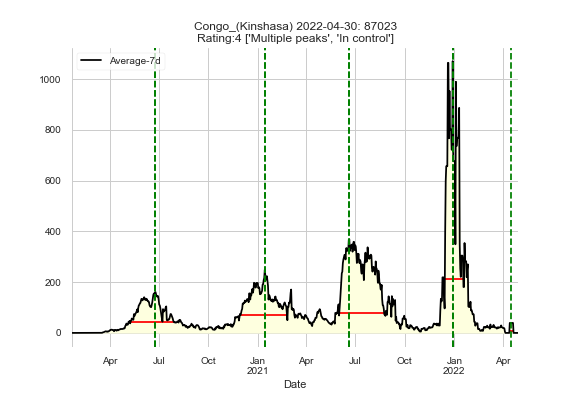 Congo_(Kinshasa) 2022-04-30: 87023
Rating:4 ['Multiple peaks', 'In control']
Average-7d
1000
800
600
400
200
0
Apr Jul Oct Jan Apr Jul Oct Jan Apr
2021 2022
Date